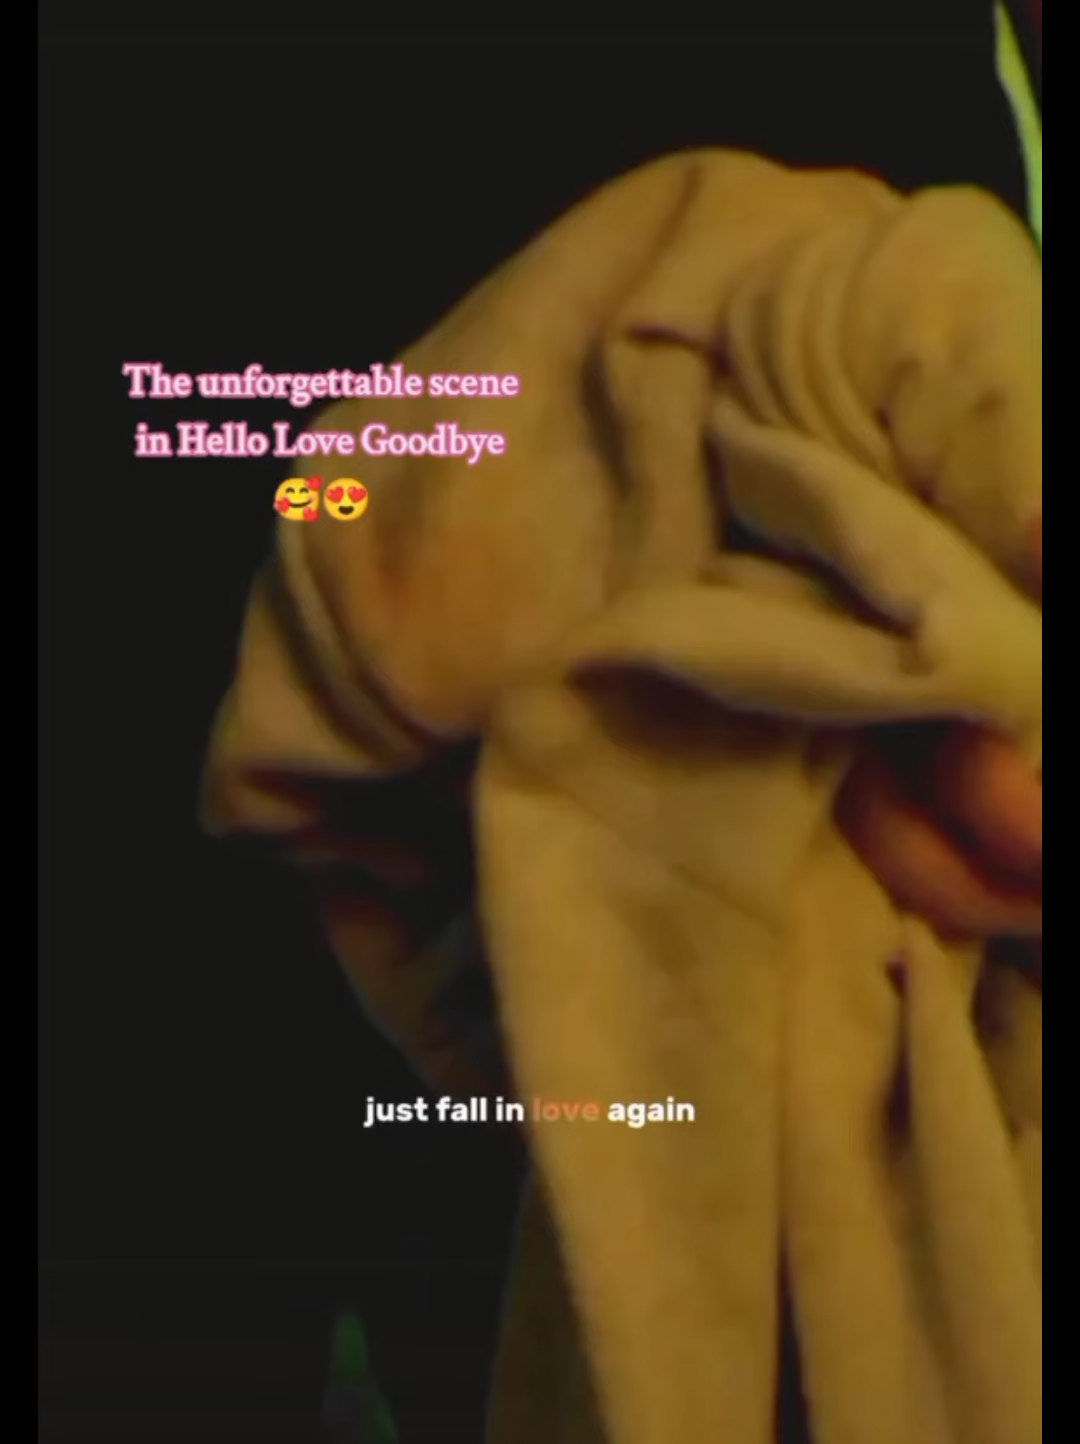 The unforgettable scene
in Hello Love Goodbye
🥰😍
just fall in love again